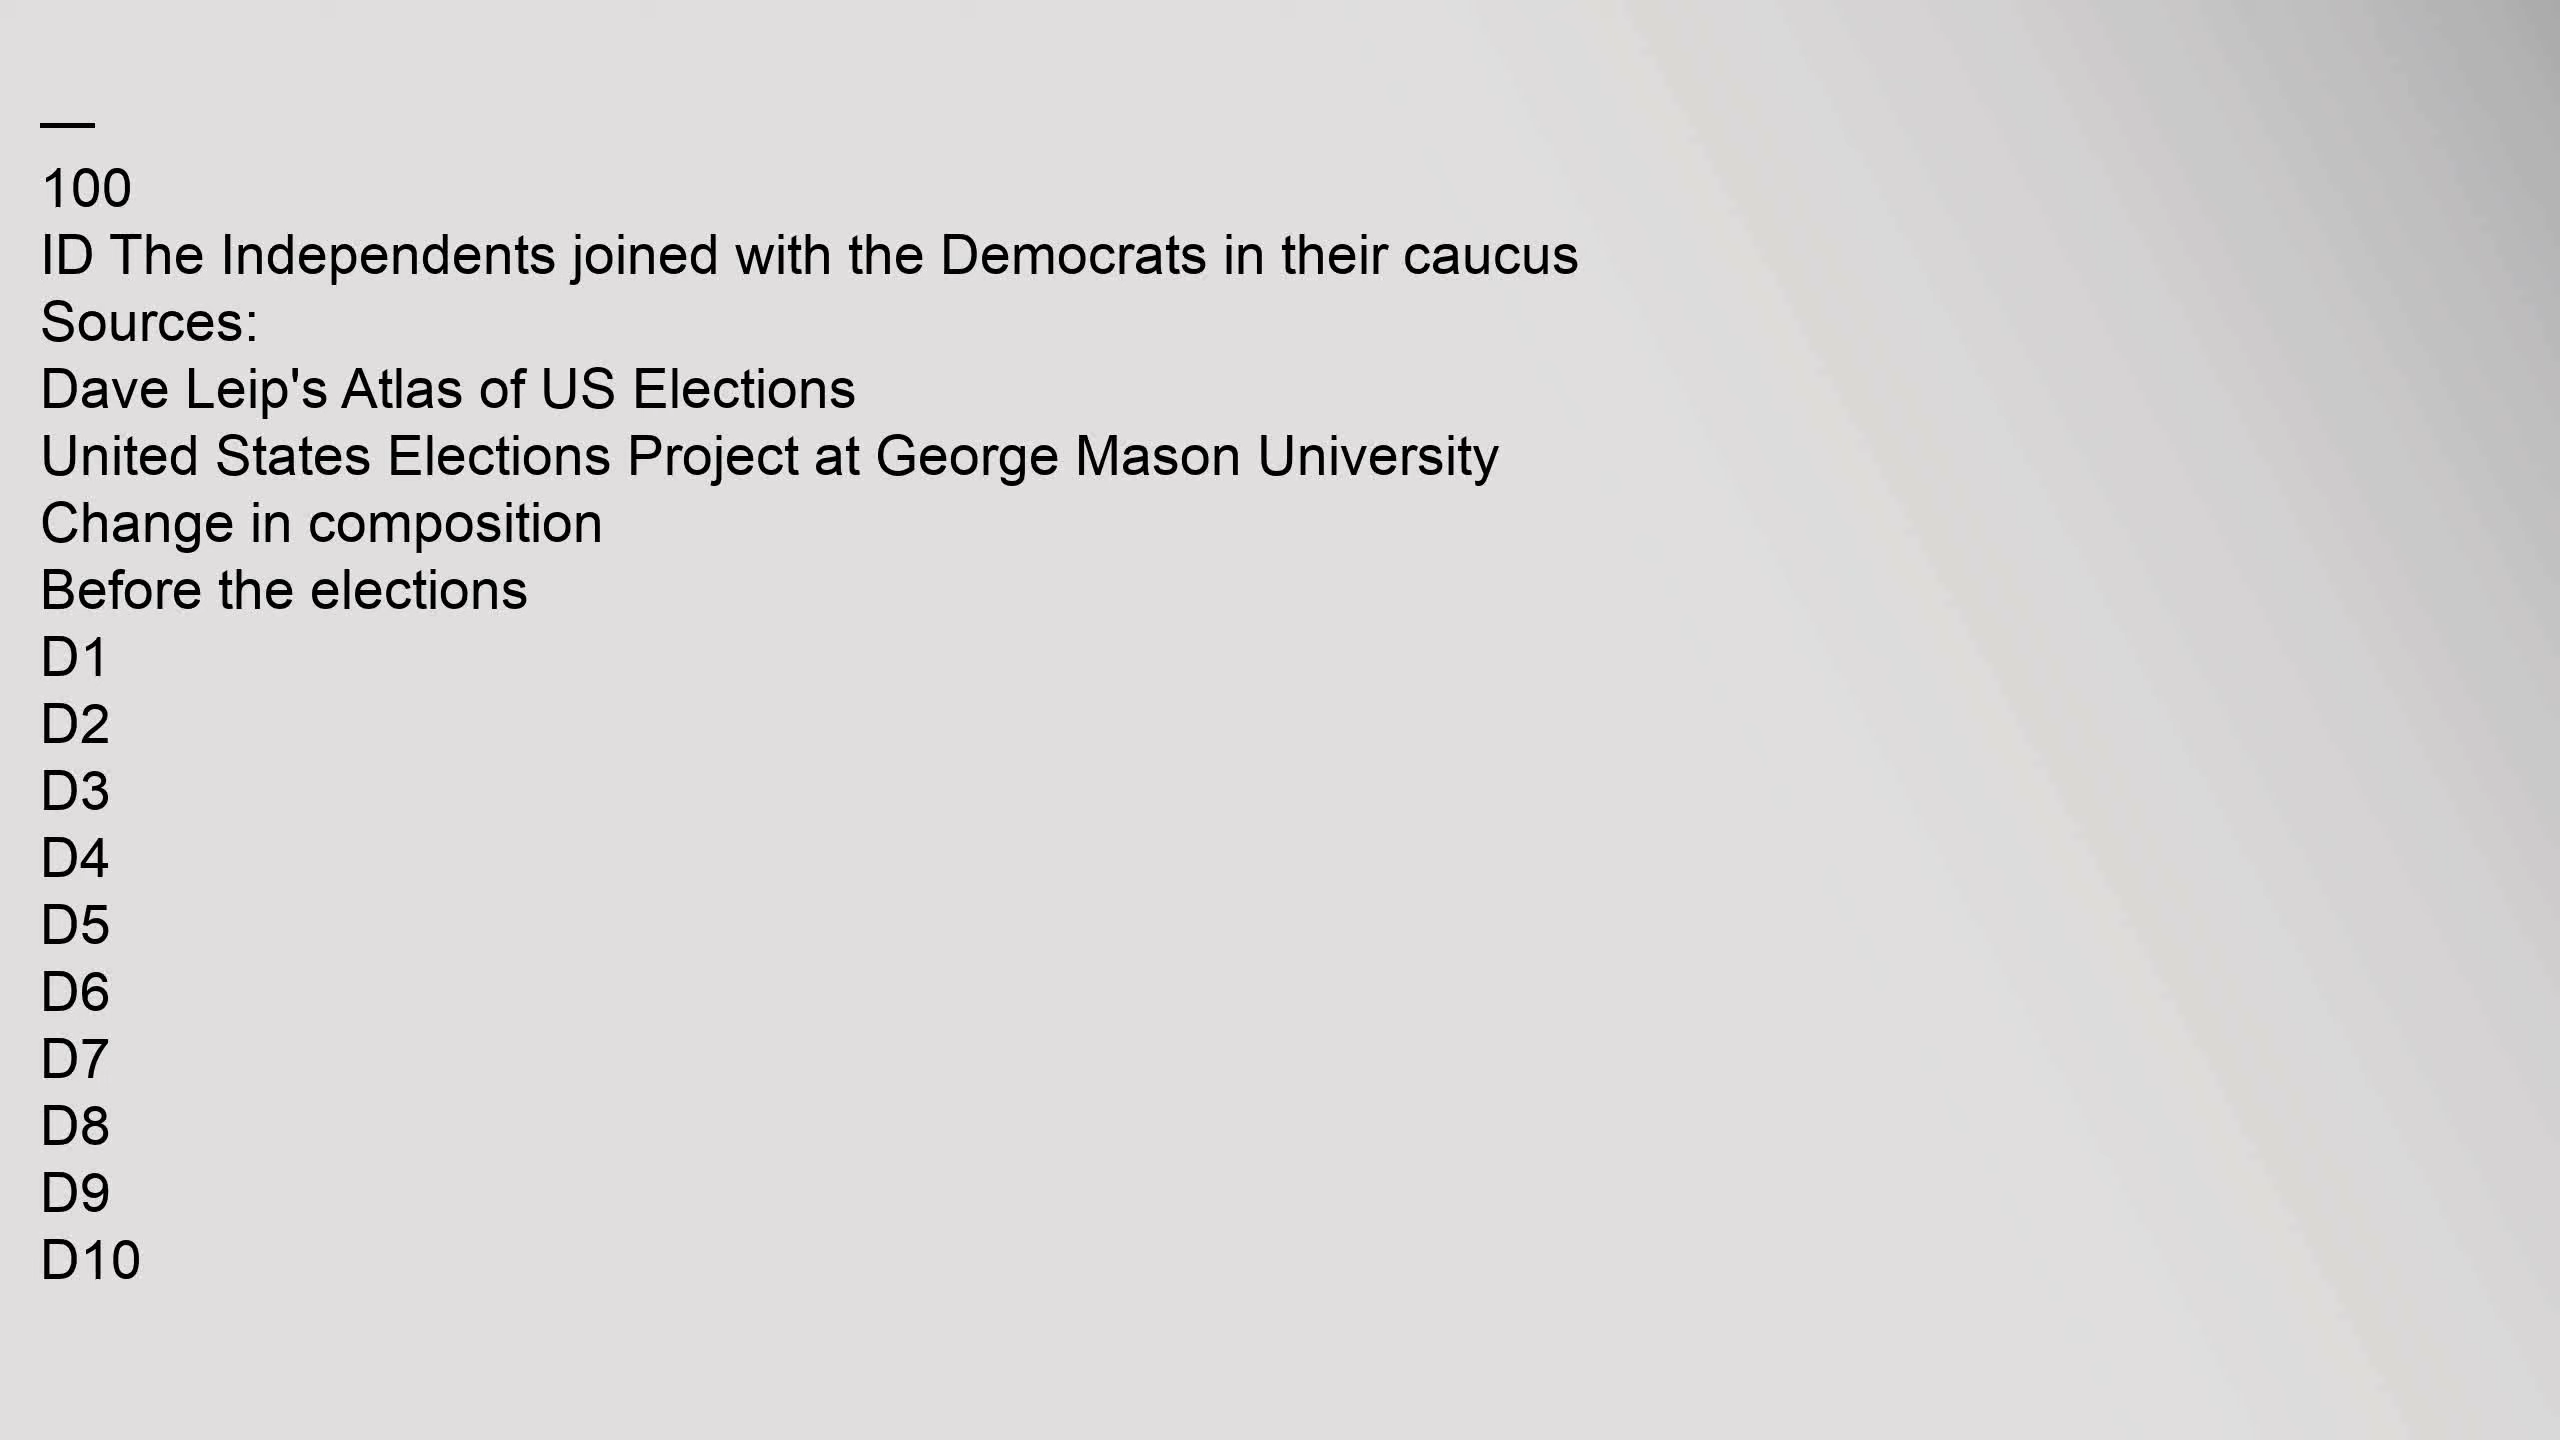 —
100
ID The Independents joined with the Democrats in their caucus
Sources:
Dave Leip's Atlas of US Elections
United States Elections Project at George Mason University
Change in composition
Before the elections
D1
D2
D3
D4
D5
D6
D7
D8
D9
D10